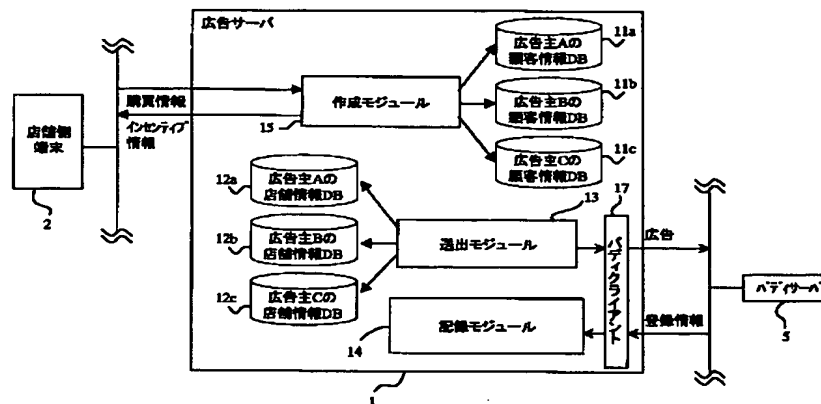 広告サーバ
広告主Aの
顧客情報DB
11a
購買情報
作成モジュール
広告主Bの
顧客情報DB
11b
インセンティブ
情報
15
店舗側
端末
2
広告主Cの
顧客情報DB
11c
12a
広告主Aの
店舗情報DB
13
17
12b
広告主Bの
店舗情報DB
送出モジュール
広告
バディクライアント
12c
広告主Cの
店舗情報DB
記録モジュール
14
登録情報
バディサーバ
5
1